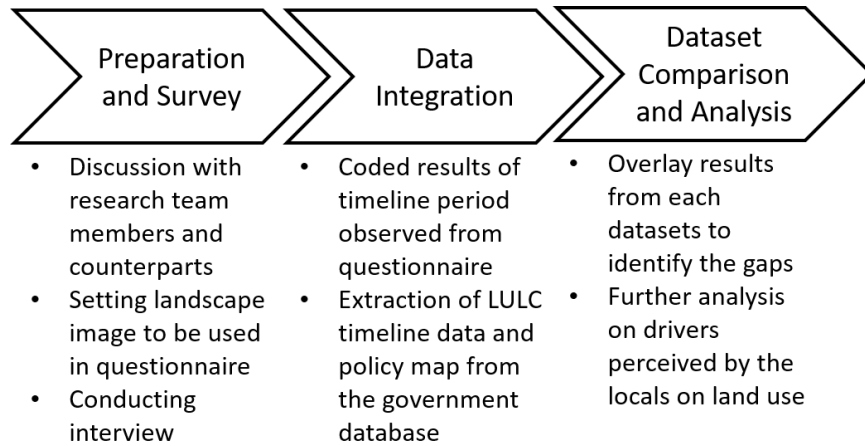 Preparation
and Survey
Data
Integration
Dataset
Comparison
and Analysis
• Discussion with
research team
members and
counterparts
• Setting landscape
image to be used
in questionnaire
• Conducting
interview
• Coded results of
timeline period
observed from
questionnaire
• Extraction of LULC
timeline data and
policy map from
the government
database
• Overlay results
from each
datasets to
identify the gaps
• Further analysis
on drivers
perceived by the
locals on land use